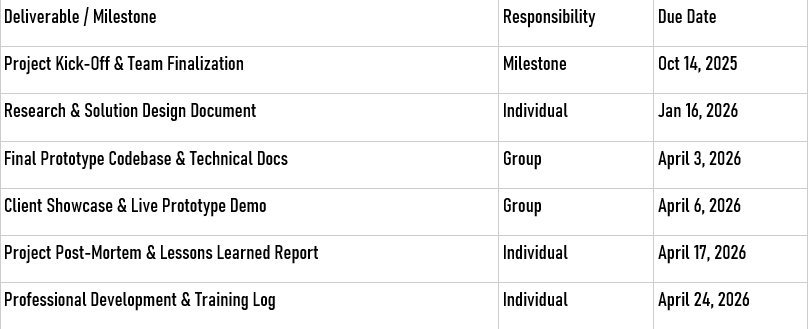 Deliverable / Milestone Responsibility Due Date
Project Kick-Off & Team Finalization Milestone Oct 14, 2025
Research & Solution Design Document Individual Jan 16, 2026
Final Prototype Codebase & Technical Docs Group April 3, 2026
Client Showcase & Live Prototype Demo Group April 6, 2026
Project Post-Mortem & Lessons Learned Report Individual April 17, 2026
Professional Development & Training Log Individual April 24, 2026